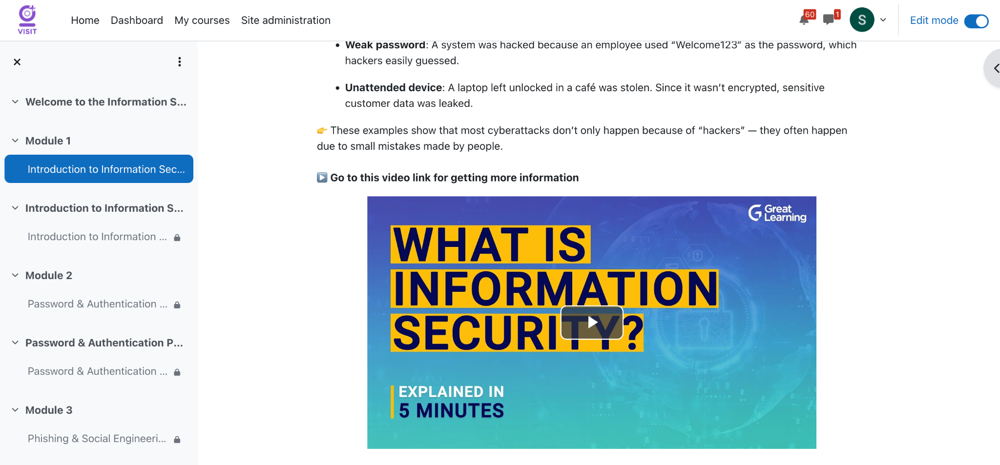 VISIT
Home
Dashboard
My courses
Site administration
60
1
S
Edit mode
Welcome to the Information S...
Module 1
Introduction to Information Sec...
Introduction to Information S...
Introduction to Information ...
Module 2
Password & Authentication ...
Password & Authentication P...
Password & Authentication ...
Module 3
Phishing & Social Engineeri...
• Weak password: A system was hacked because an employee used “Welcome123” as the password, which
hackers easily guessed.
• Unattended device: A laptop left unlocked in a café was stolen. Since it wasn’t encrypted, sensitive
customer data was leaked.
👉 These examples show that most cyberattacks don’t only happen because of “hackers” — they often happen
due to small mistakes made by people.
▶️ Go to this video link for getting more information
Great
Learning
WHAT IS
INFORMATION
SECURITY?
EXPLAINED IN
5 MINUTES